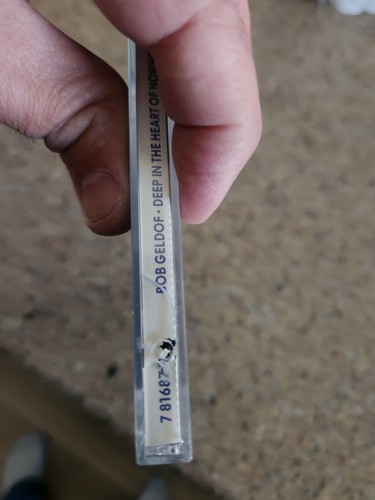 BOB GELDOF · DEEP IN THE HEART OF
7 8168